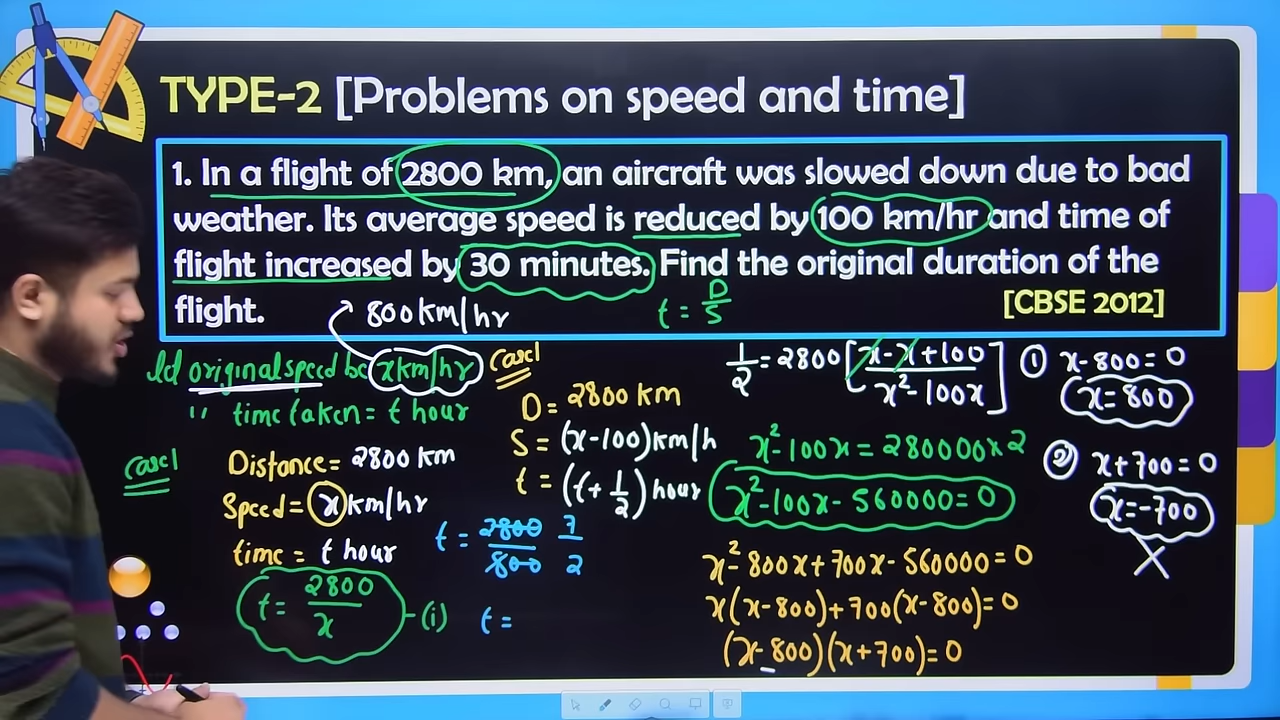 TYPE-2 [Problems on speed and time]
1. In a flight of 2800 km, an aircraft was slowed down due to bad
weather. Its average speed is reduced by 100 km/hr and time of
flight increased by 30 minutes. Find the original duration of the
flight.
[CBSE 2012]
800 km/hr
t = D/S
let original speed be x km/hr
" time taken = t hour
Case 1
Distance = 2800 km
Speed = x km/hr
time = t hour
t = 2800/x -(i)
Case 1
D = 2800 km
S = (x-100) km/h
t = (t + 1/2) hour
t = 2800/800 7/2
t =
1/2 = 2800 [x-x+100 / x²-100x]
x²-100x = 280000×2
x²-100x-560000=0
x²-800x+700x-560000=0
x(x-800)+700(x-800)=0
(x-800)(x+700)=0
① x-800=0
x=800
② x+700=0
x=-700
X